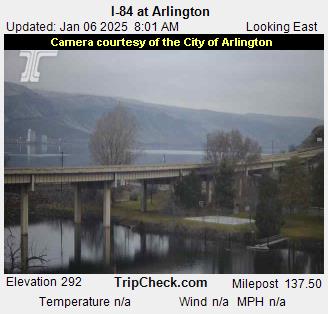 I-84 at Arlington
Updated: Jan 06 2025 8:01 AM Looking East
Camera courtesy of the City of Arlington
Elevation 292 TripCheck.com Milepost 137.50
Temperature n/a Wind n/a MPH n/a